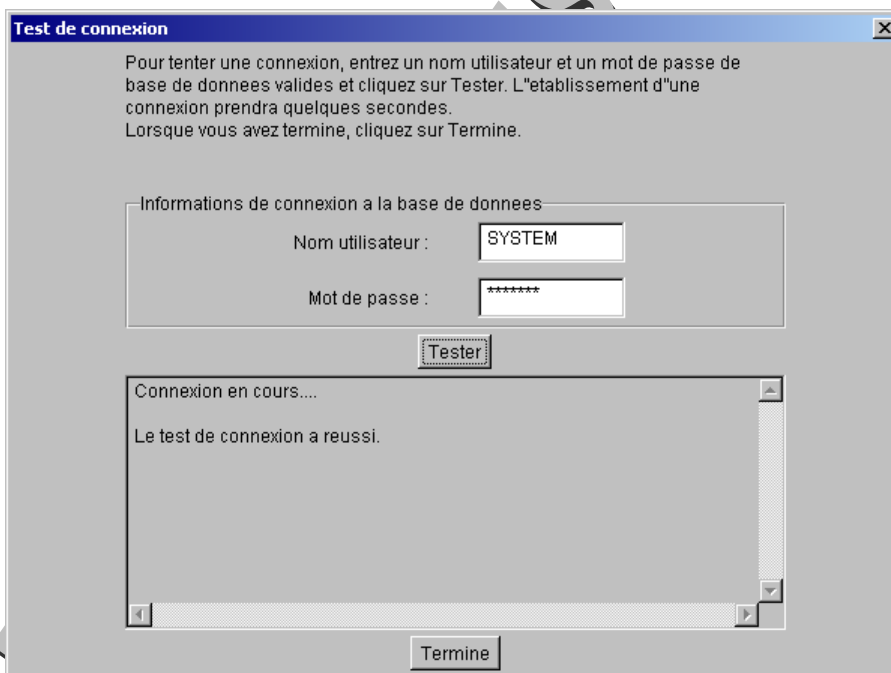 Test de connexion
Pour tenter une connexion, entrez un nom utilisateur et un mot de passe de
base de donnees valides et cliquez sur Tester. L"etablissement d"une
connexion prendra quelques secondes.
Lorsque vous avez termine, cliquez sur Termine.
Informations de connexion a la base de donnees
Nom utilisateur :
SYSTEM
Mot de passe :
*******
Tester
Connexion en cours....
Le test de connexion a reussi.
Termine